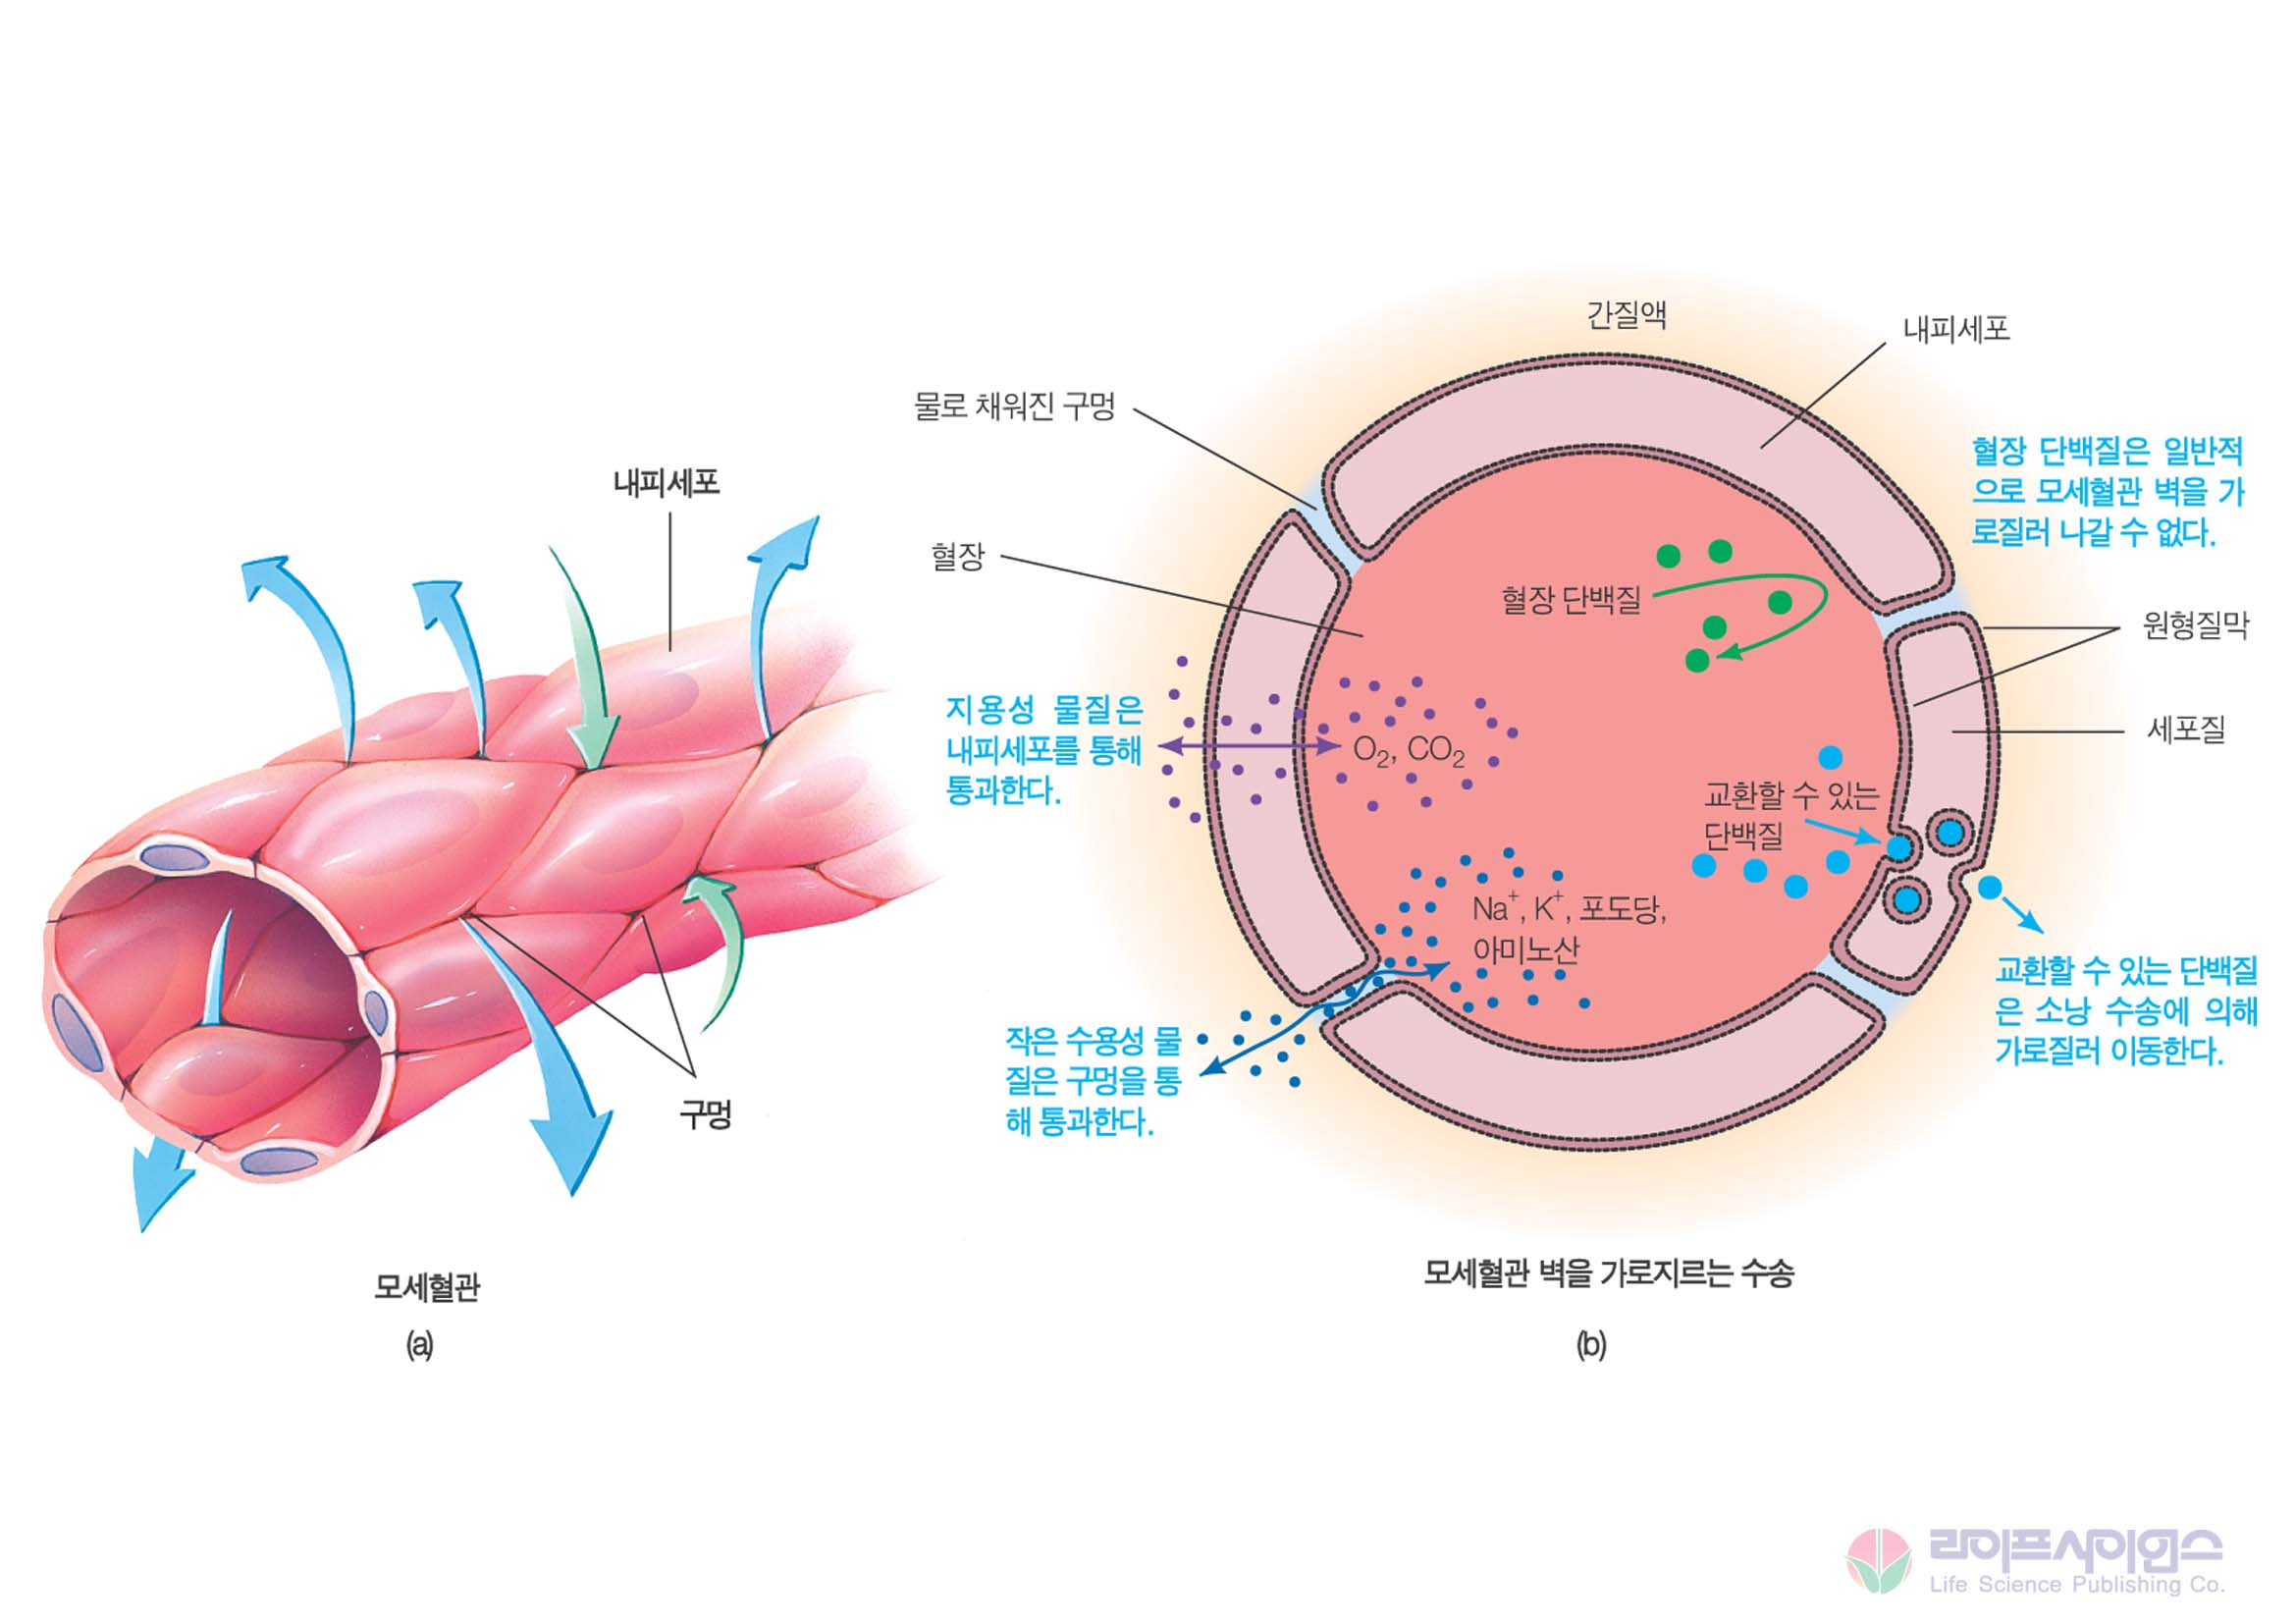 내피세포
구멍
모세혈관
(a)
간질액
내피세포
물로 채워진 구멍
혈장
혈장 단백질은 일반적
으로 모세혈관 벽을 가
로질러 나갈 수 없다.
혈장 단백질
원형질막
세포질
지용성 물질은
내피세포를 통해
통과한다.
O₂, CO₂
교환할 수 있는
단백질
Na⁺, K⁺, 포도당,
아미노산
교환할 수 있는 단백질
은 소낭 수송에 의해
가로질러 이동한다.
작은 수용성 물
질은 구멍을 통
해 통과한다.
모세혈관 벽을 가로지르는 수송
(b)
라이프사이언스
Life Science Publishing Co.